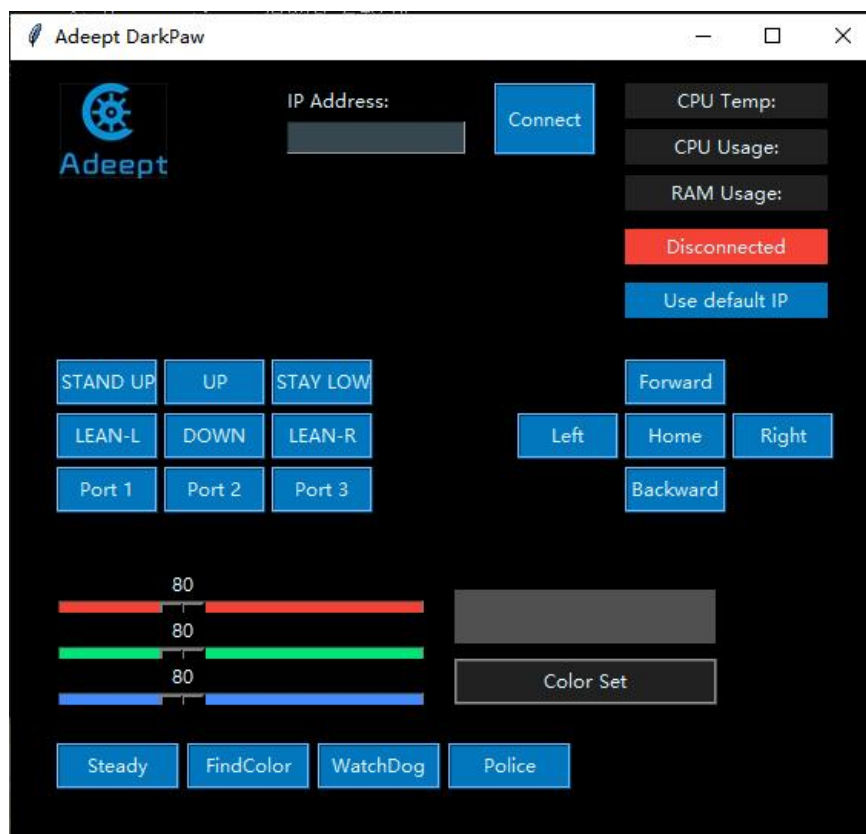 Adeept DarkPaw
Adeept
IP Address:
Connect
CPU Temp:
CPU Usage:
RAM Usage:
Disconnected
Use default IP
STAND UP UP STAY LOW
LEAN-L DOWN LEAN-R
Port 1 Port 2 Port 3
Forward
Left Home Right
Backward
80
80
80
Color Set
Steady FindColor WatchDog Police